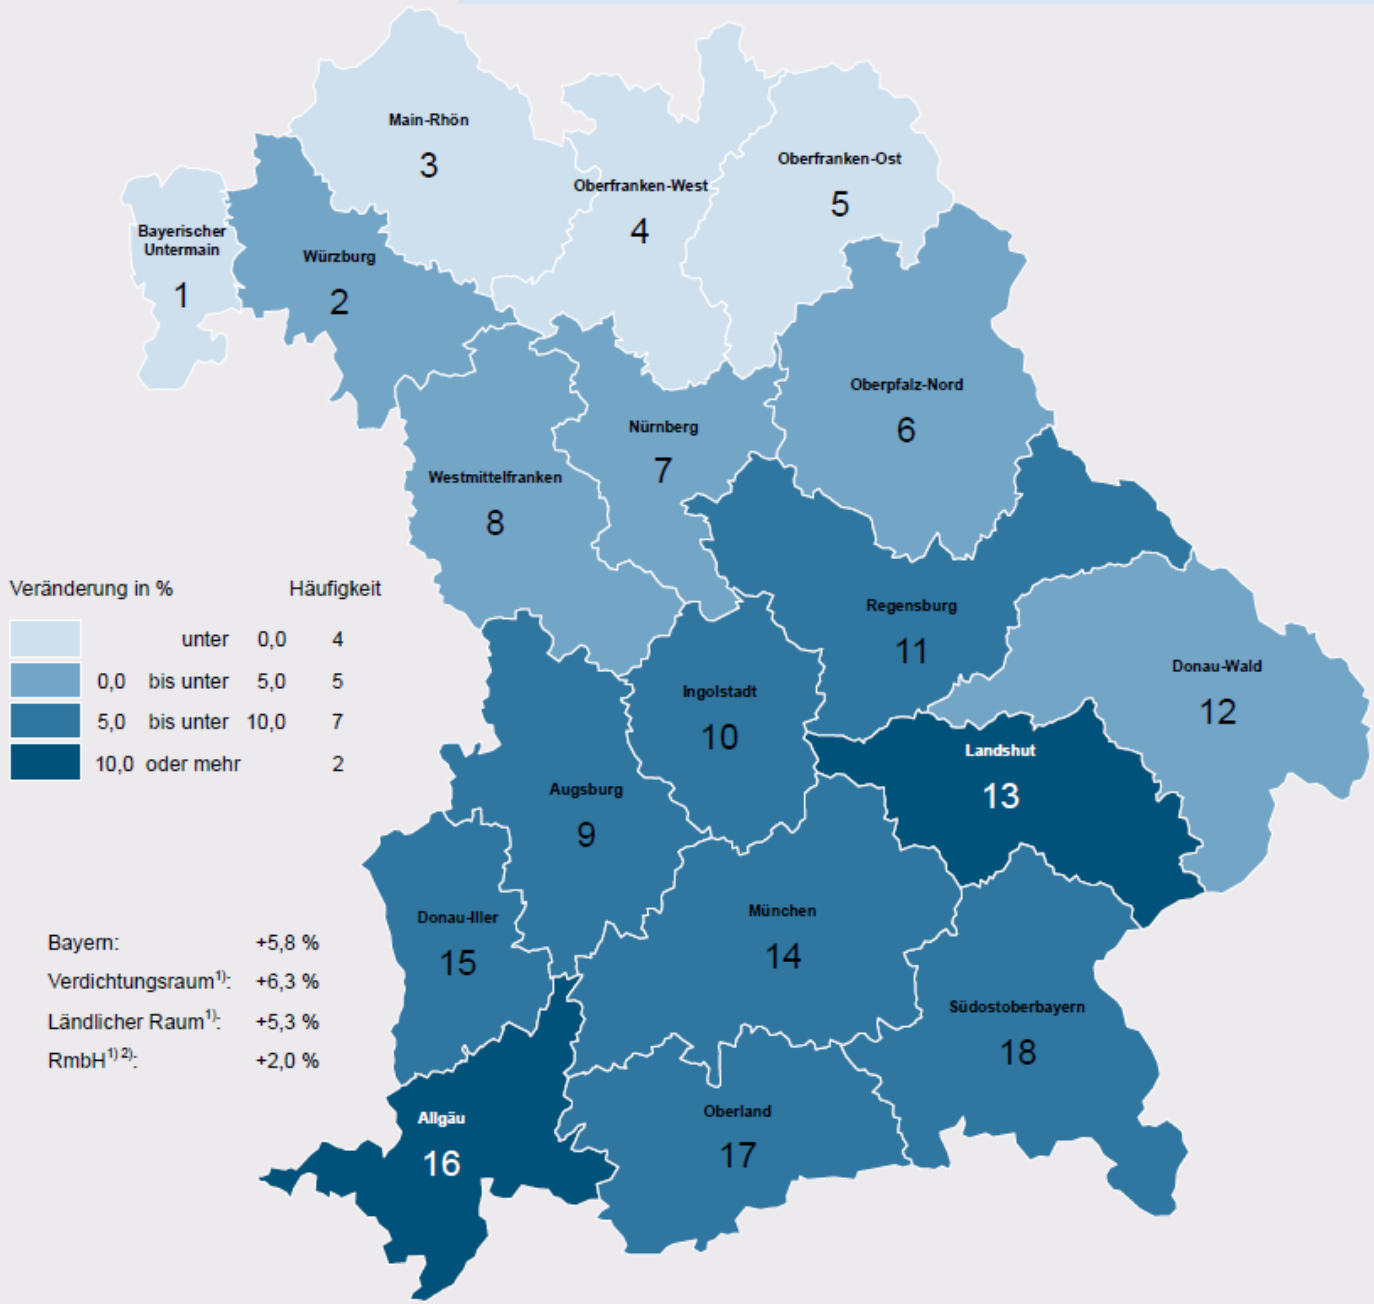 Main-Rhön
3
Oberfranken-West
4
Oberfranken-Ost
5
Bayerischer
Untermain
1
Würzburg
2
Oberpfalz-Nord
6
Nürnberg
7
Westmittelfranken
8
Veränderung in % Häufigkeit
unter 0,0 4
0,0 bis unter 5,0 5
5,0 bis unter 10,0 7
10,0 oder mehr 2
Regensburg
11
Donau-Wald
12
Ingolstadt
10
Landshut
13
Augsburg
9
München
14
Donau-Iller
15
Südostoberbayern
18
Bayern: +5,8 %
Verdichtungsraum1): +6,3 %
Ländlicher Raum1): +5,3 %
RmbH1) 2): +2,0 %
Oberland
17
Allgäu
16